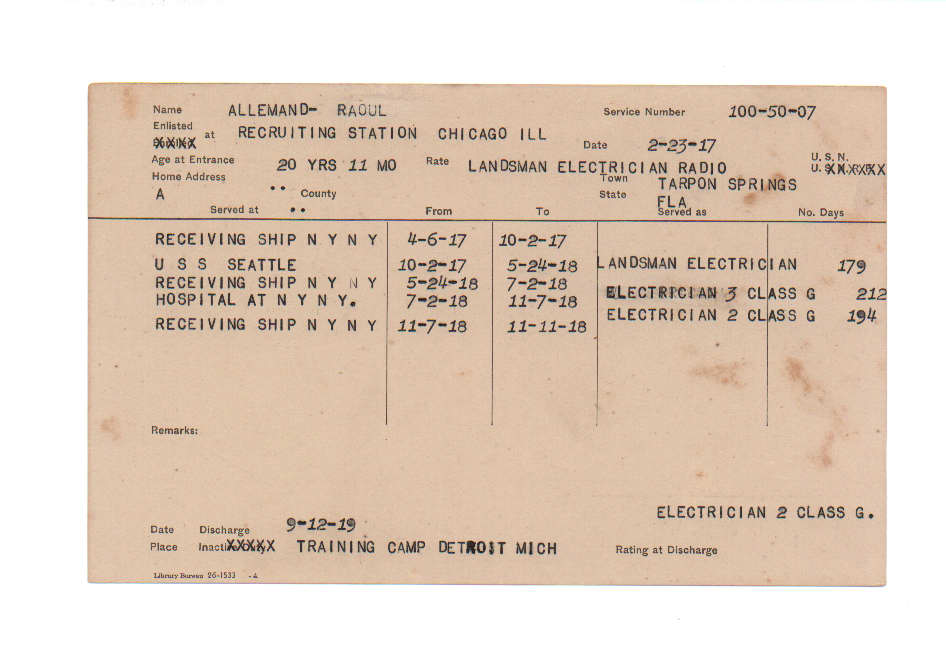 Name ALLEMAND- RAOUL Service Number 100-50-07
Enlisted at RECRUITING STATION CHICAGO ILL
XXXX Date 2-23-17
Age at Entrance 20 YRS 11 MO Rate LANDSMAN ELECTRICIAN RADIO U. S. N.
Home Address Town TARPON SPRINGS U. S. XX.XXXX
A County State FLA
Served at From To Served as No. Days
RECEIVING SHIP N Y N Y 4-6-17 10-2-17
U S S SEATTLE 10-2-17 5-24-18 LANDSMAN ELECTRICIAN 179
RECEIVING SHIP N Y N Y 5-24-18 7-2-18 ELECTRICIAN 3 CLASS G 212
HOSPITAL AT N Y N Y. 7-2-18 11-7-18 ELECTRICIAN 2 CLASS G 194
RECEIVING SHIP N Y N Y 11-7-18 11-11-18
Remarks:
ELECTRICIAN 2 CLASS G.
Date Discharge 9-12-19
Place Inactive Duty XXXXX TRAINING CAMP DETROIT MICH Rating at Discharge
Library Bureau 26-1533 -A